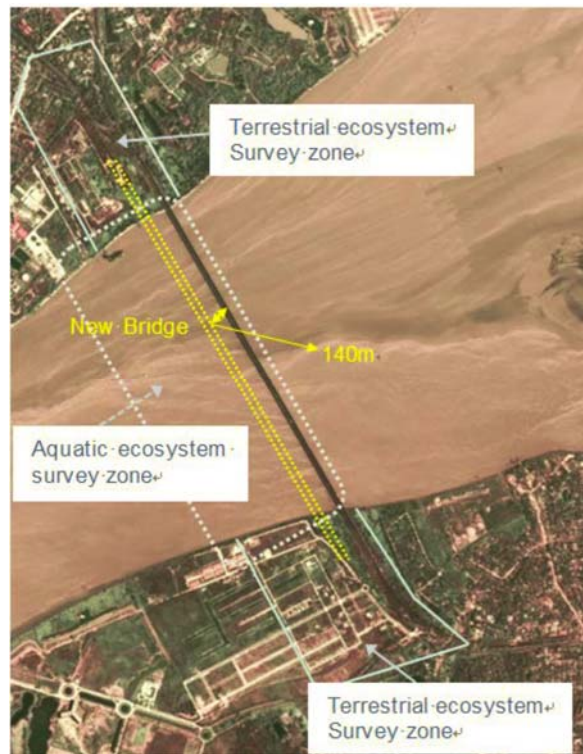 Terrestrial ecosystem
Survey zone
New Bridge
140m
Aquatic ecosystem
survey zone
Terrestrial ecosystem
Survey zone